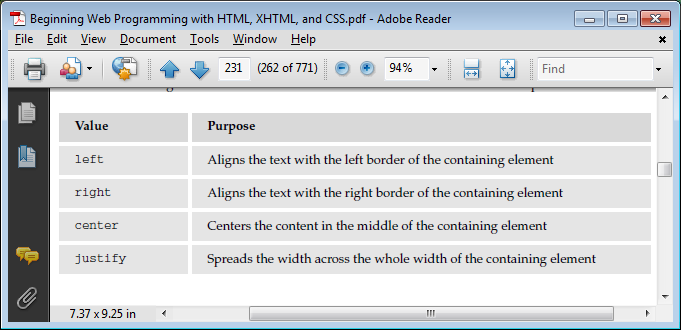 Beginning Web Programming with HTML, XHTML, and CSS.pdf - Adobe Reader
File Edit View Document Tools Window Help
231 (262 of 771) 94% Find
Value Purpose
left Aligns the text with the left border of the containing element
right Aligns the text with the right border of the containing element
center Centers the content in the middle of the containing element
justify Spreads the width across the whole width of the containing element
7.37 x 9.25 in